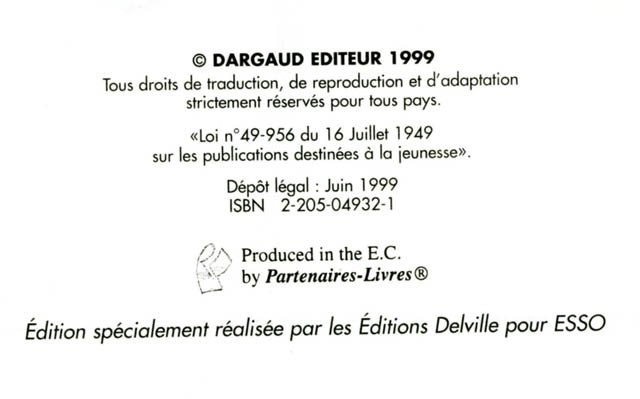 © DARGAUD EDITEUR 1999
Tous droits de traduction, de reproduction et d'adaptation
strictement réservés pour tous pays.
«Loi n°49-956 du 16 Juillet 1949
sur les publications destinées à la jeunesse».
Dépôt légal : Juin 1999
ISBN 2-205-04932-1
Produced in the E.C.
by Partenaires-Livres®
Édition spécialement réalisée par les Éditions Delville pour ESSO